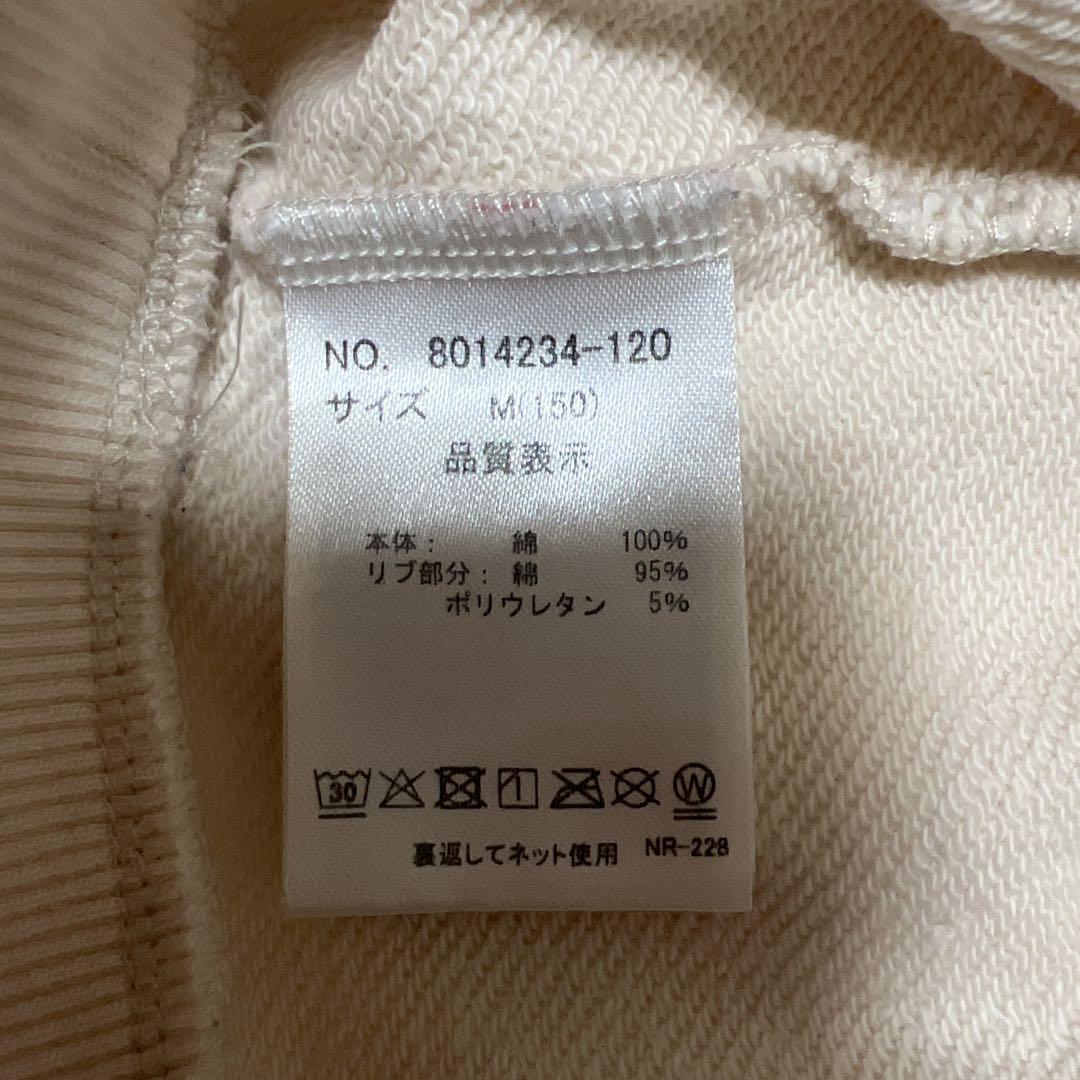 NO. 8014234-120
サイズ M(150)
品質表示
本体: 綿 100%
リブ部分: 綿 95%
ポリウレタン 5%
30 1 W
裏返してネット使用 NR-228